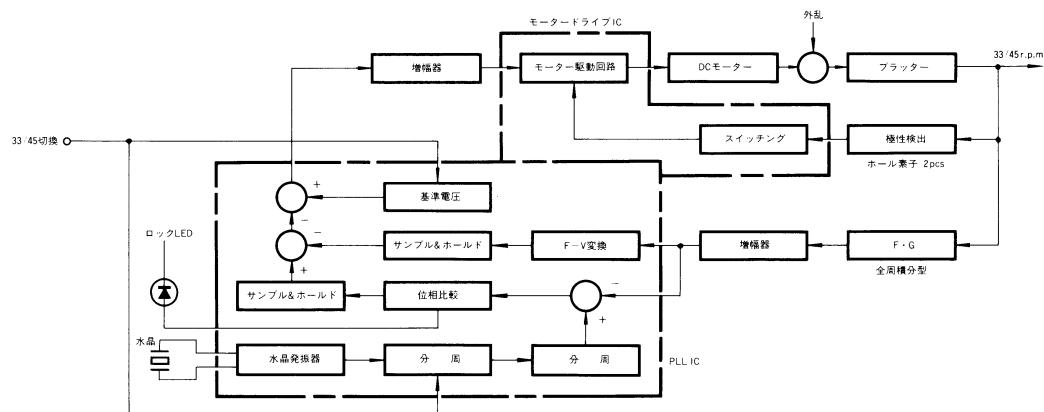 外乱
モータードライブIC
33/45r.p.m
増幅器
モーター駆動回路
DCモーター
プラッター
33/45切換
スイッチング
極性検出
ホール素子 2pcs
+
基準電圧
−
ロックLED
−
サンプル&ホールド
F−V変換
増幅器
F・G
全周積分型
+
−
サンプル&ホールド
位相比較
+
水晶
水晶発振器
分 周
分 周
PLL IC